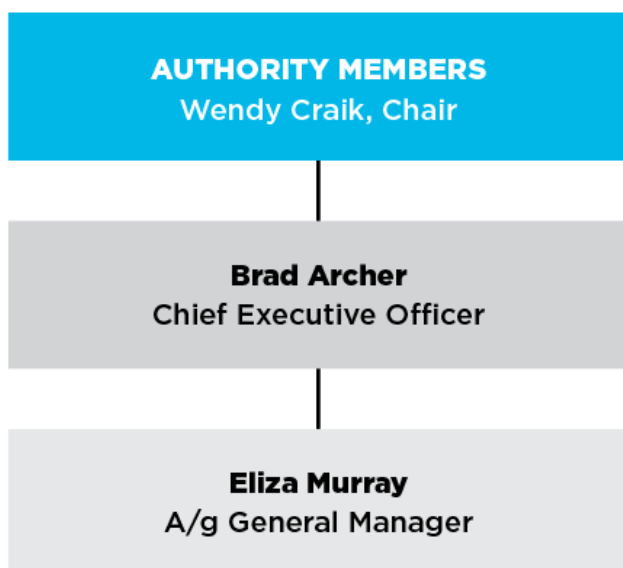 AUTHORITY MEMBERS
Wendy Craik, Chair
Brad Archer
Chief Executive Officer
Eliza Murray
A/g General Manager